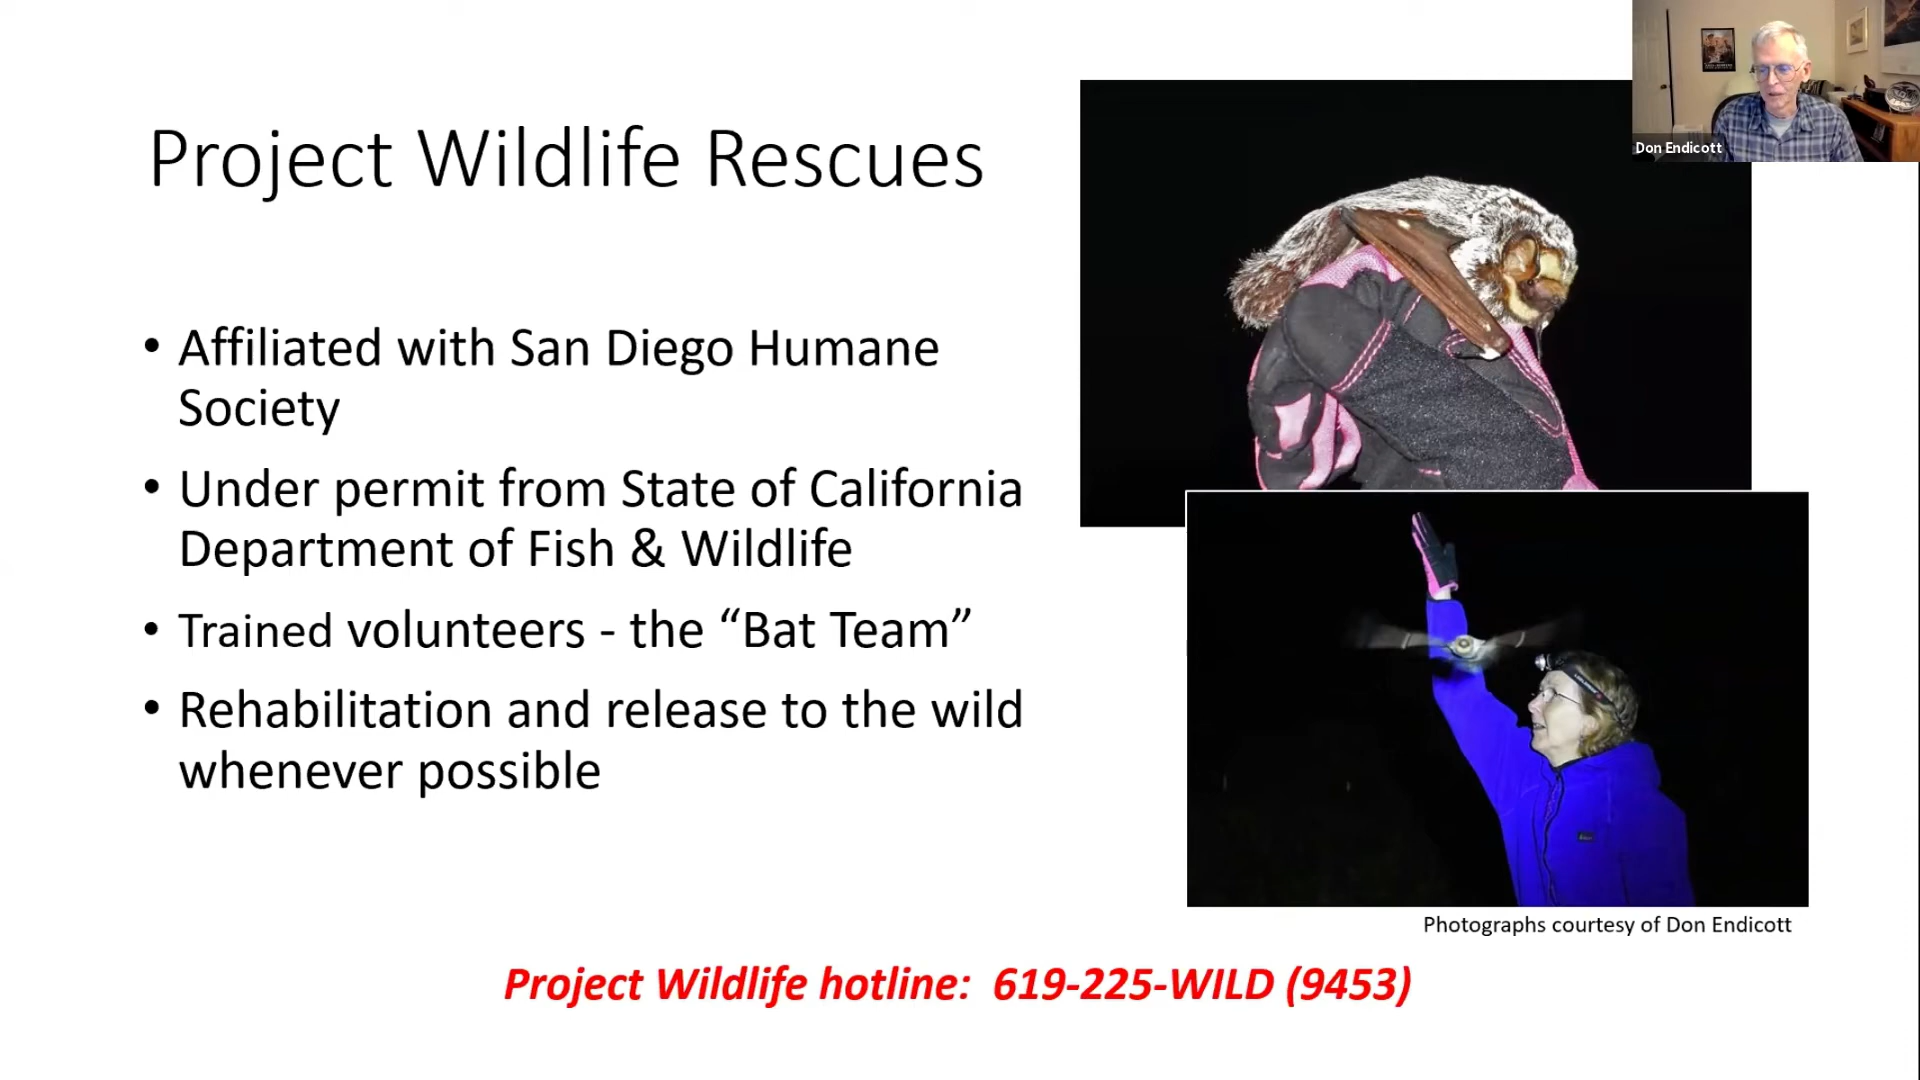 Don Endicott
Project Wildlife Rescues
• Affiliated with San Diego Humane
Society
• Under permit from State of California
Department of Fish & Wildlife
• Trained volunteers - the “Bat Team”
• Rehabilitation and release to the wild
whenever possible
Photographs courtesy of Don Endicott
Project Wildlife hotline: 619-225-WILD (9453)